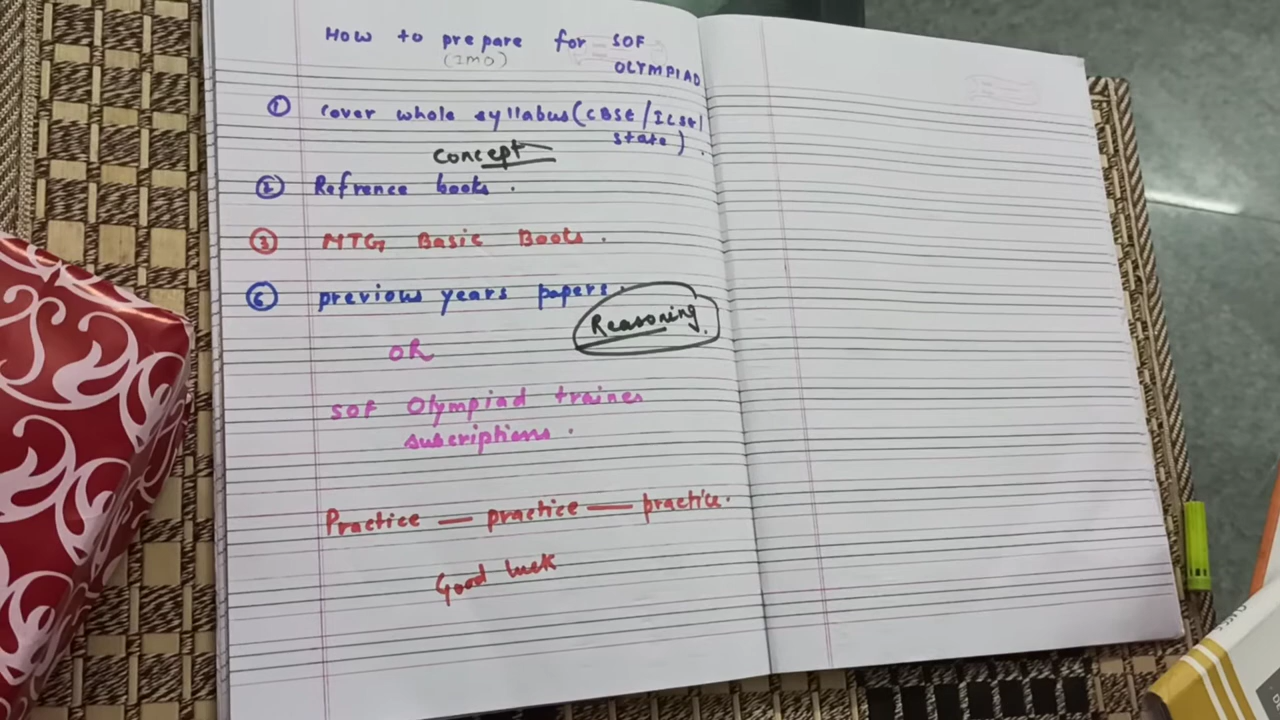 How to prepare for SOF
(IMO)
OLYMPIAD
① cover whole syllabus (CBSE/ICSE/
state).
Concept
② Refrence books.
③ MTG Basic Books.
⑥ previous years papers.
Reasoning.
OR
SOF Olympiad trainer
subscriptions.
Practice — practice — practice.
Good luck